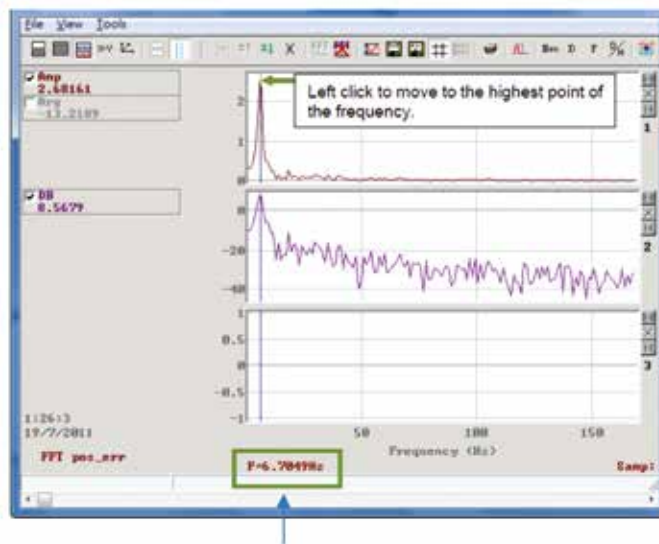 File View Tools
Amp
2.68161
Arg
-13.2189
Left click to move to the highest point of
the frequency.
2
1
0
1
DB
8.5679
0
-20
-40
2
1
0.5
0
-0.5
-1
3
1:26:3
19/7/2011
50 100 150
Frequency (Hz)
FFT pos_err
F=6.7049Hz
Samp: